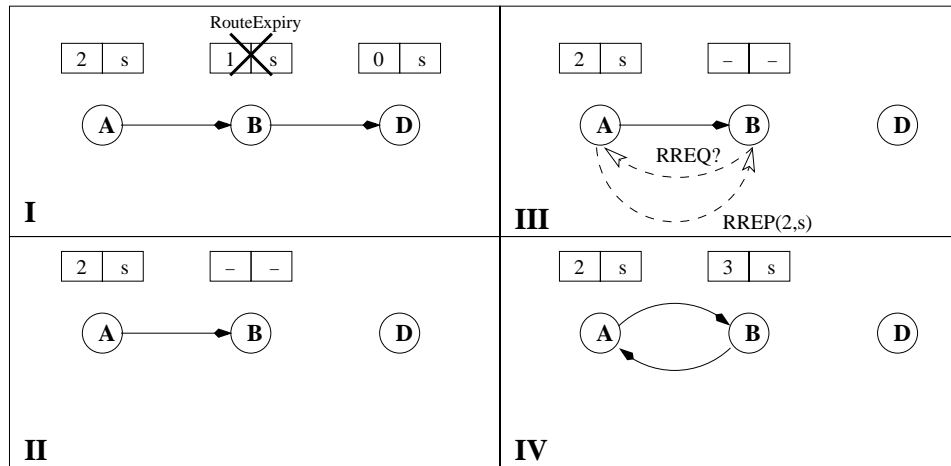 RouteExpiry
2 s 1 s 0 s
A B D
I
2 s – –
A B D
RREQ?
RREP(2,s)
III
2 s – –
A B D
II
2 s 3 s
A B D
IV